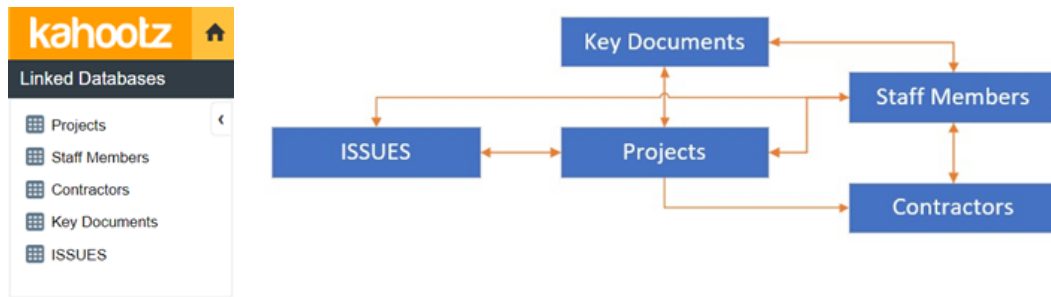 kahootz
Linked Databases
Projects
Staff Members
Contractors
Key Documents
ISSUES
Key Documents
Staff Members
ISSUES
Projects
Contractors